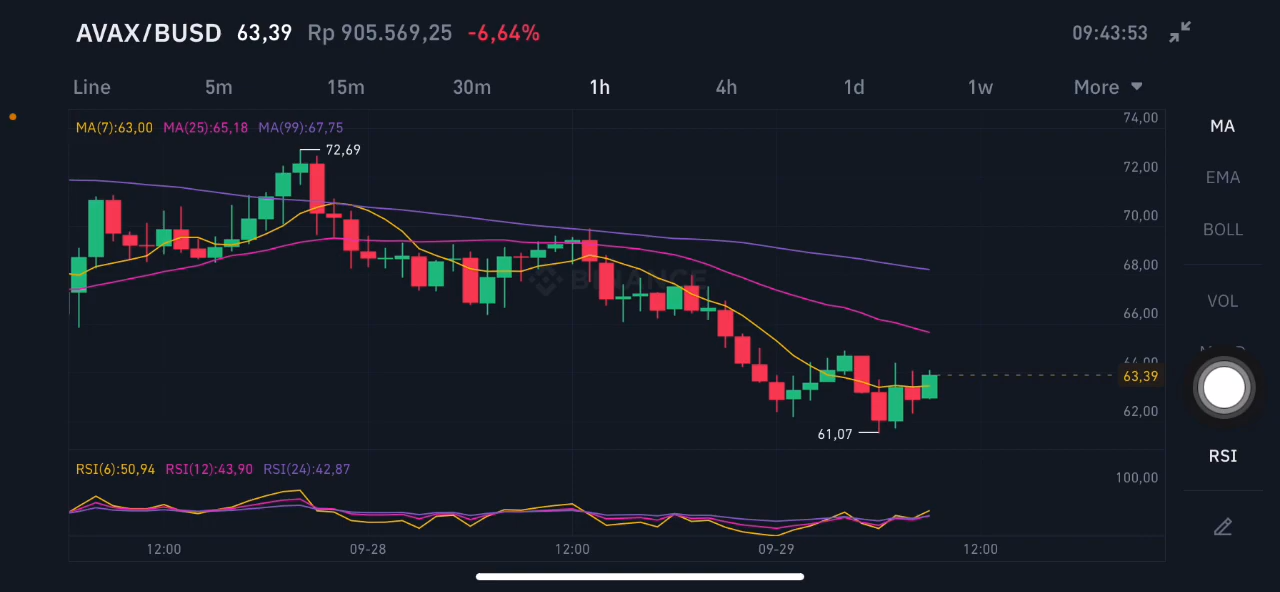 AVAX/BUSD 63,39 Rp 905.569,25 -6,64% 09:43:53
Line 5m 15m 30m 1h 4h 1d 1w More
MA(7):63,00 MA(25):65,18 MA(99):67,75
74,00
MA
72,69
72,00
EMA
70,00
BOLL
68,00
BINANCE
VOL
66,00
64,00
63,39
62,00
61,07
RSI
RSI(6):50,94 RSI(12):43,90 RSI(24):42,87
100,00
12:00 09-28 12:00 09-29 12:00